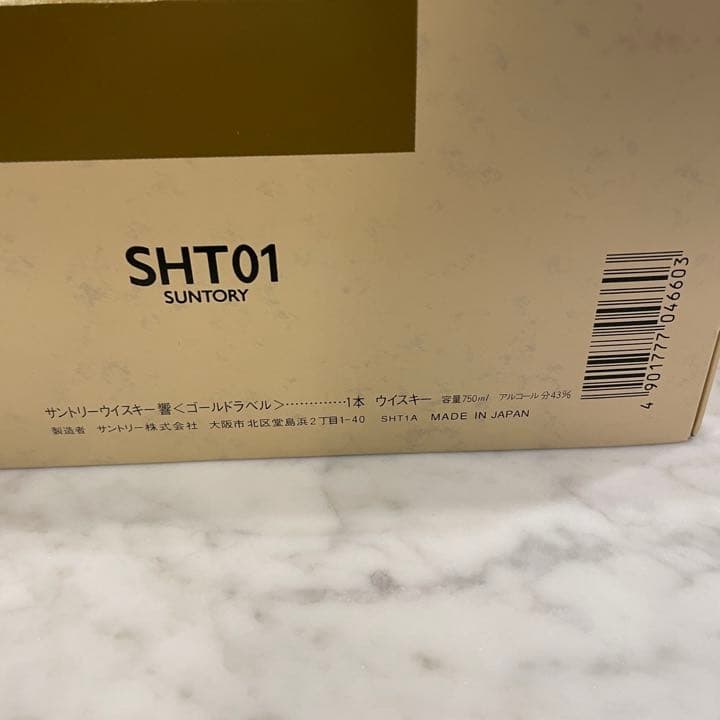 SHT01
SUNTORY
サントリーウイスキー響<ゴールドラベル>…………1本 ウイスキー 容量750ml アルコール分43%
製造者 サントリー株式会社 大阪市北区堂島浜2丁目1-40 SHT1A MADE IN JAPAN
4 901777 046603